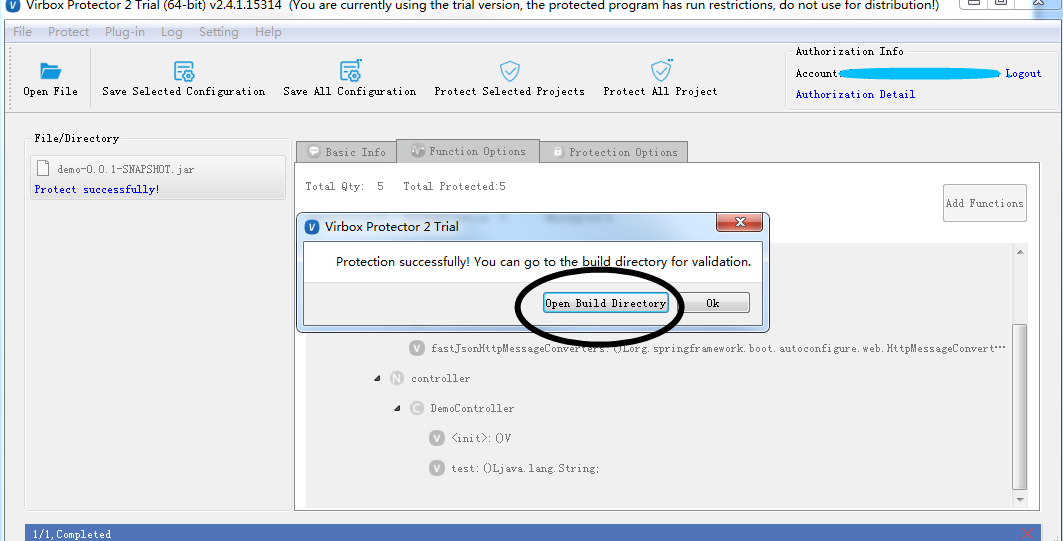 Virbox Protector 2 Trial (64-bit) v2.4.1.15314 (You are currently using the trial version, the protected program has run restrictions, do not use for distribution!)
File Protect Plug-in Log Setting Help
Open File
Save Selected Configuration
Save All Configuration
Protect Selected Projects
Protect All Project
Authorization Info
Account: Logout
Authorization Detail
File/Directory
demo-0.0.1-SNAPSHOT.jar
Protect successfully!
Basic Info
Function Options
Protection Options
Total Qty: 5 Total Protected:5
Add Functions
Virbox Protector 2 Trial
Protection successfully! You can go to the build directory for validation.
Open Build Directory
Ok
V fastJsonHttpMessageConverters:()Lorg.springframework.boot.autoconfigure.web.HttpMessageConvert…
N controller
C DemoController
V <init>:()V
V test:()Ljava.lang.String;
1/1,Completed